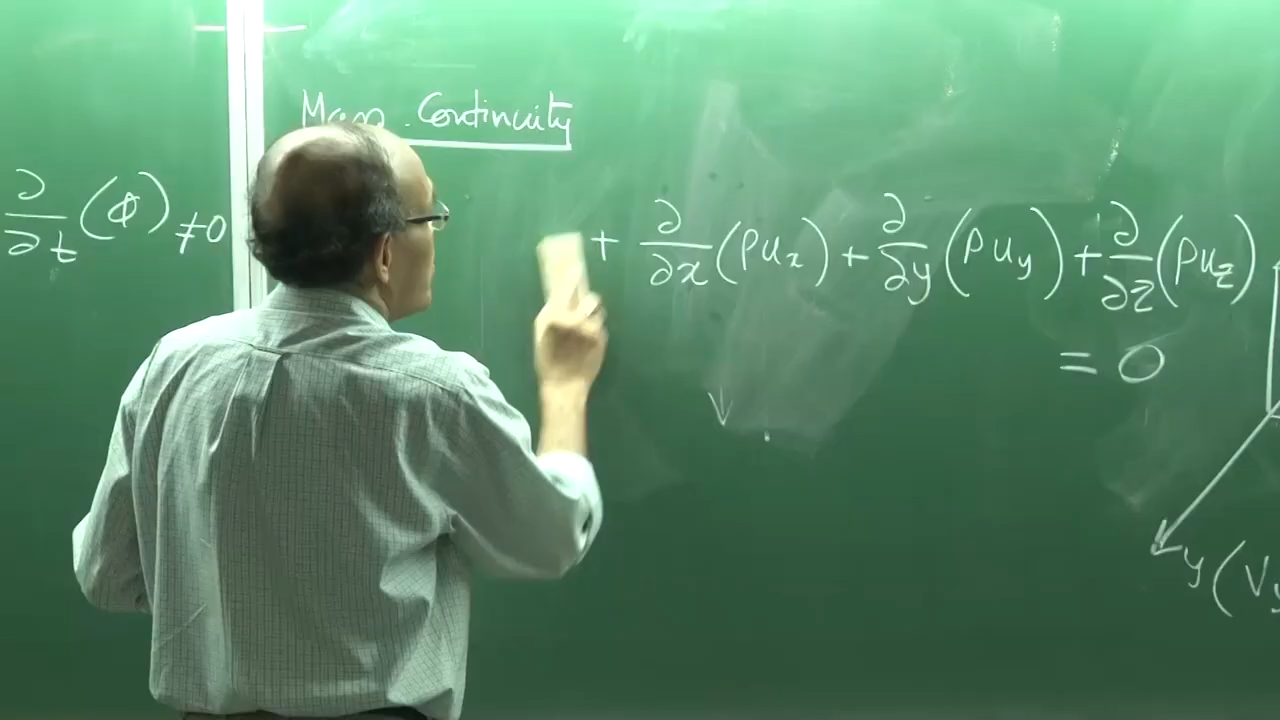 Mass Continuity
∂/∂t (φ) ≠0
+ ∂/∂x (ρu_x) + ∂/∂y (ρu_y) + ∂/∂z (ρu_z)
= 0
y (V_y